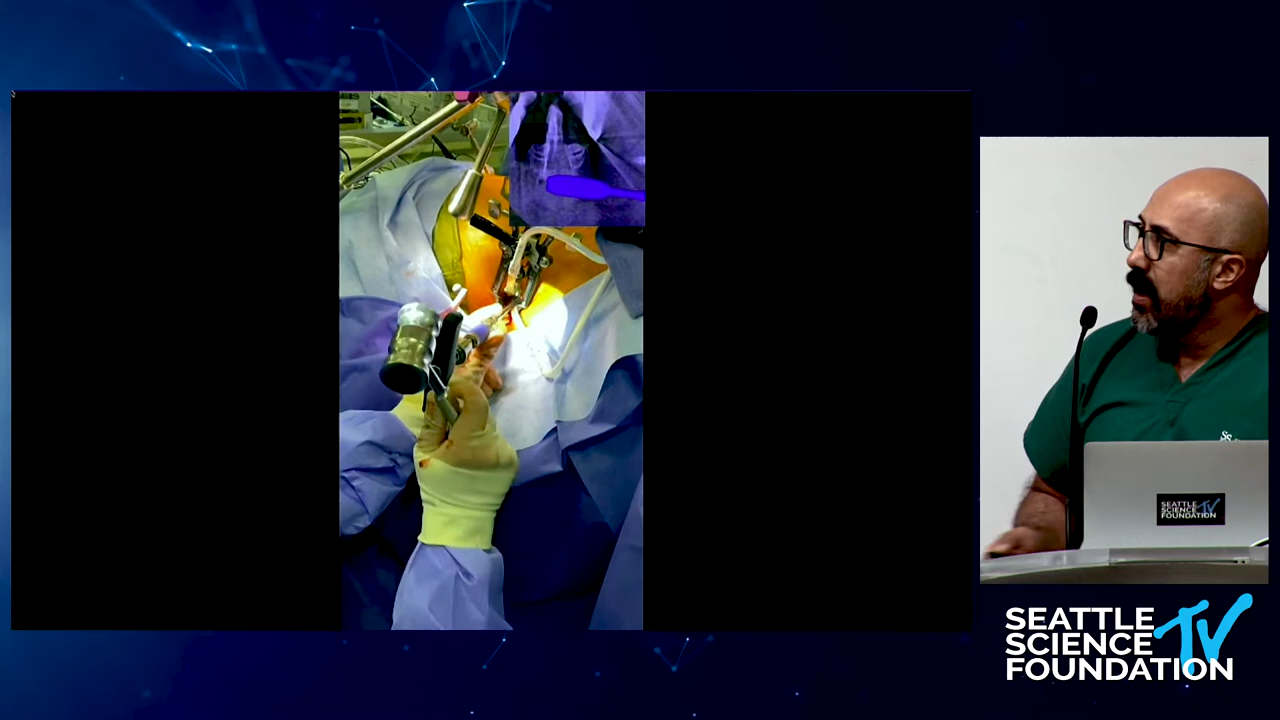 SEATTLE
SCIENCE
FOUNDATION
TV
SEATTLE
SCIENCE
FOUNDATION
TV